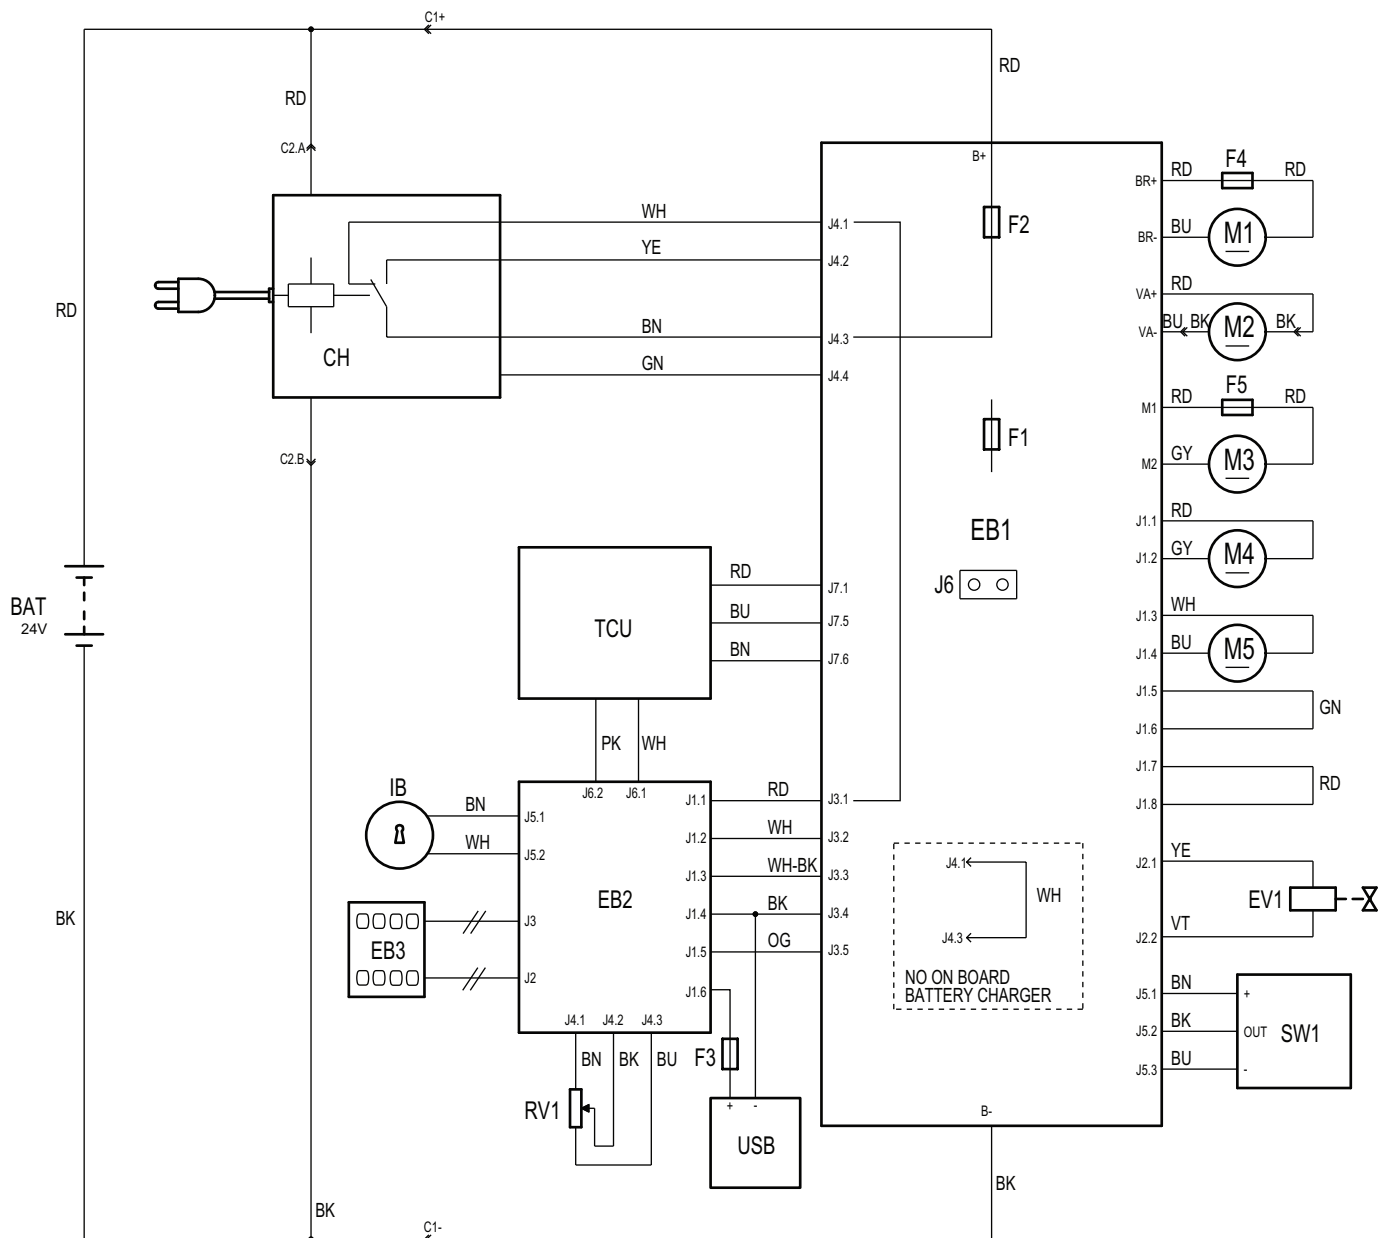 C1+
RD
RD
C2.A
B+
BR+
RD
F4
RD
WH
J4.1
F2
BR-
BU
M1
YE
J4.2
RD
VA+
RD
BU
BK
M2
BK
VA-
BN
J4.3
CH
GN
J4.4
F5
M1
RD
RD
F1
C2.B
M2
GY
M3
J1.1
RD
EB1
J1.2
GY
M4
RD
J7.1
J6
BAT
24V
TCU
BU
J7.5
J1.3
WH
BN
J7.6
J1.4
BU
M5
J1.5
GN
J1.6
PK
WH
J1.7
RD
J1.8
IB
J6.2
J6.1
BN
J5.1
J1.1
RD
J3.1
WH
J5.2
J1.2
WH
J3.2
J1.3
WH-BK
J3.3
J4.1
WH
J4.3
NO ON BOARD
BATTERY CHARGER
J2.1
YE
EV1
VT
J2.2
BK
EB2
J1.4
BK
J3.4
J3
EB3
J2
J1.5
OG
J3.5
J1.6
J4.1
J4.2
J4.3
BN
BK
BU
F3
RV1
+
-
USB
J5.1
BN
+
J5.2
BK
OUT
SW1
J5.3
BU
-
B-
BK
BK
C1-